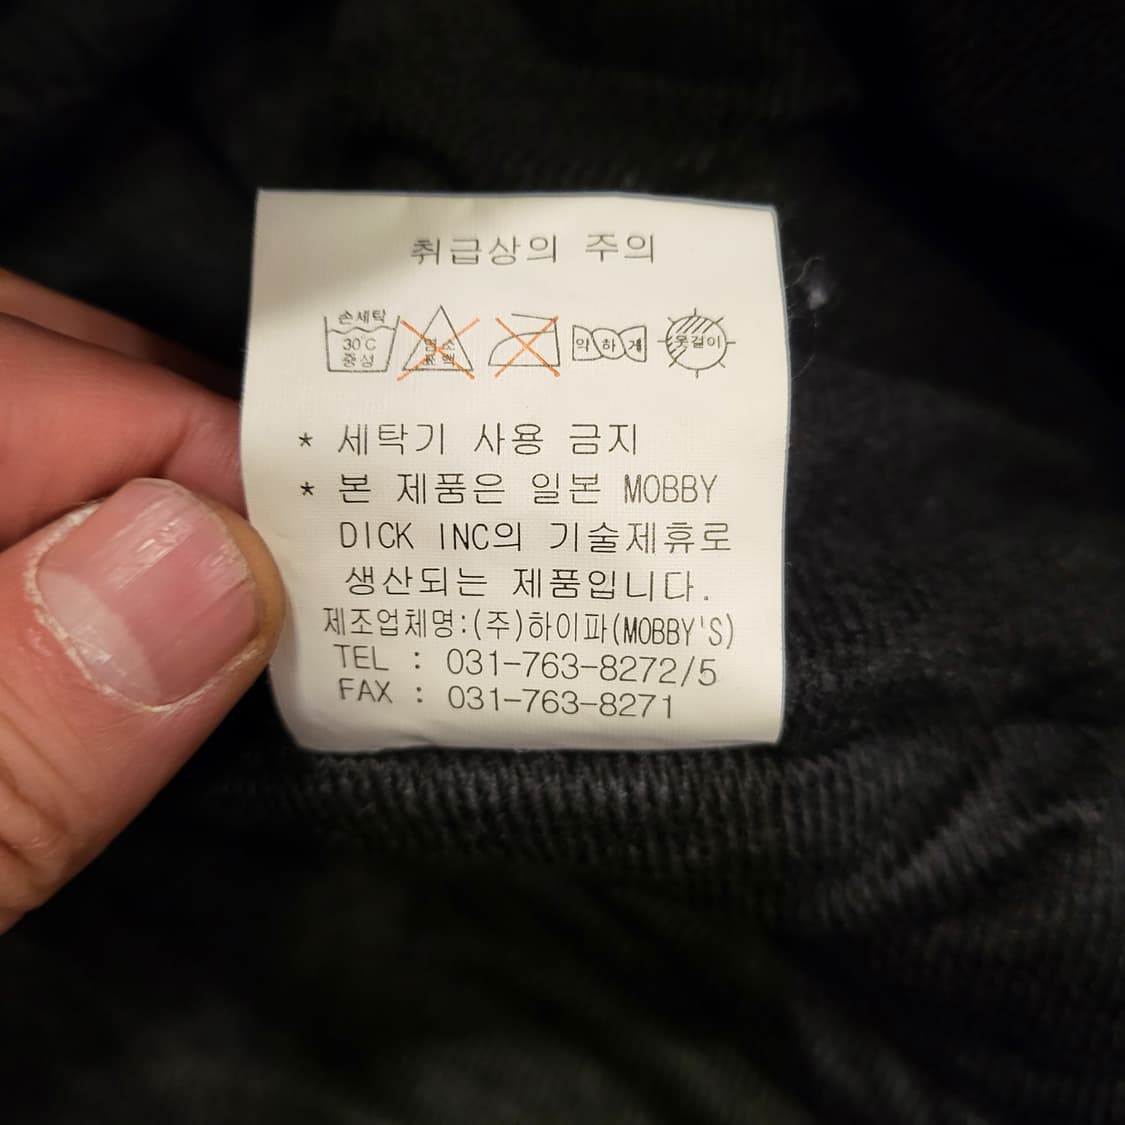 취급상의 주의
손세탁
30℃
중성
염소
표백
약하게
옷걸이
* 세탁기 사용 금지
* 본 제품은 일본 MOBBY
DICK INC의 기술제휴로
생산되는 제품입니다.
제조업체명:(주)하이파(MOBBY'S)
TEL : 031-763-8272/5
FAX : 031-763-8271